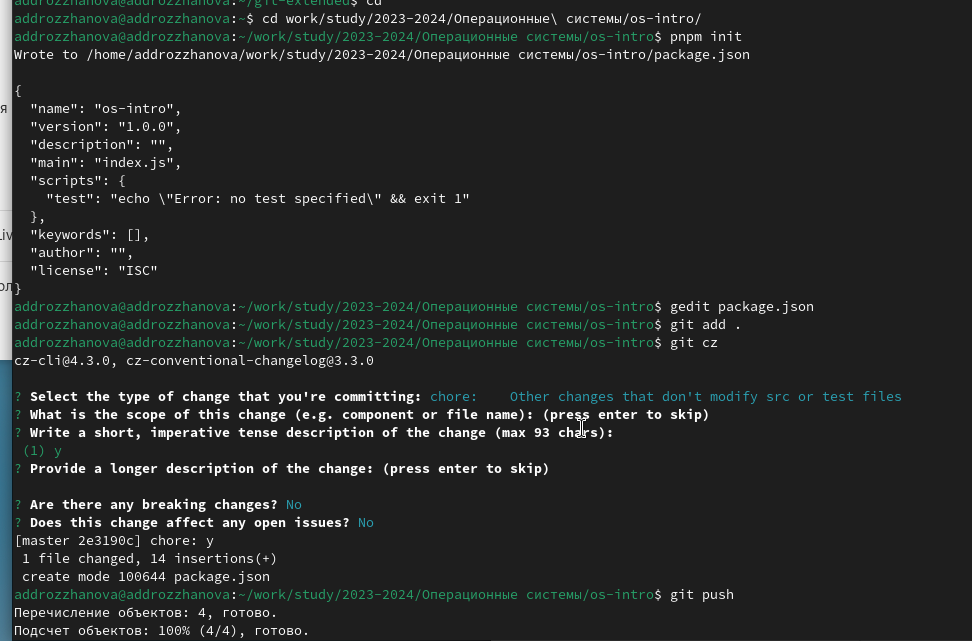 addrozzhanova@addrozzhanova:~/git-extended$ cd
addrozzhanova@addrozzhanova:~$ cd work/study/2023-2024/Операционные\ системы/os-intro/
addrozzhanova@addrozzhanova:~/work/study/2023-2024/Операционные системы/os-intro$ pnpm init
Wrote to /home/addrozzhanova/work/study/2023-2024/Операционные системы/os-intro/package.json
{
  "name": "os-intro",
  "version": "1.0.0",
  "description": "",
  "main": "index.js",
  "scripts": {
    "test": "echo \"Error: no test specified\" && exit 1"
  },
  "keywords": [],
  "author": "",
  "license": "ISC"
}
addrozzhanova@addrozzhanova:~/work/study/2023-2024/Операционные системы/os-intro$ gedit package.json
addrozzhanova@addrozzhanova:~/work/study/2023-2024/Операционные системы/os-intro$ git add .
addrozzhanova@addrozzhanova:~/work/study/2023-2024/Операционные системы/os-intro$ git cz
cz-cli@4.3.0, cz-conventional-changelog@3.3.0
? Select the type of change that you're committing: chore:    Other changes that don't modify src or test files
? What is the scope of this change (e.g. component or file name): (press enter to skip)
? Write a short, imperative tense description of the change (max 93 chars):
 (1) y
? Provide a longer description of the change: (press enter to skip)
? Are there any breaking changes? No
? Does this change affect any open issues? No
[master 2e3190c] chore: y
 1 file changed, 14 insertions(+)
 create mode 100644 package.json
addrozzhanova@addrozzhanova:~/work/study/2023-2024/Операционные системы/os-intro$ git push
Перечисление объектов: 4, готово.
Подсчет объектов: 100% (4/4), готово.